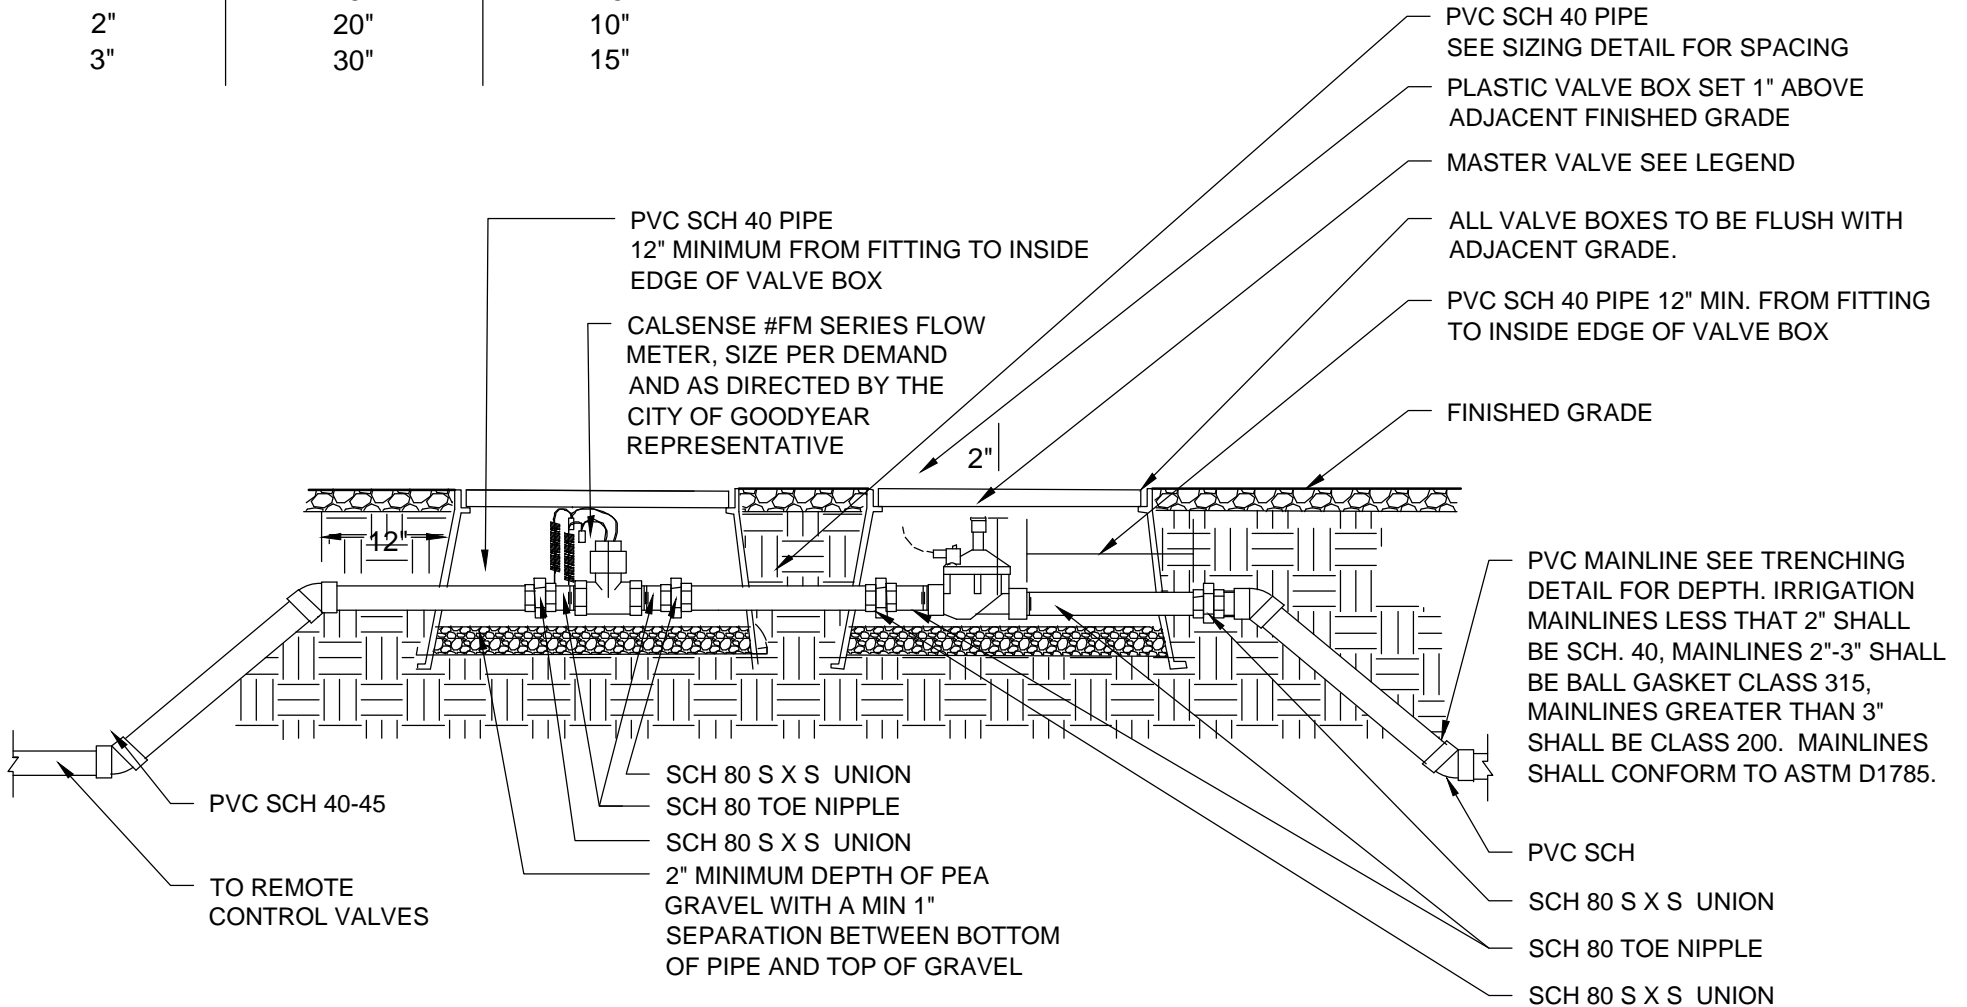 2" 20" 10"
3" 30" 15"
PVC SCH 40 PIPE
SEE SIZING DETAIL FOR SPACING
PLASTIC VALVE BOX SET 1" ABOVE
ADJACENT FINISHED GRADE
MASTER VALVE SEE LEGEND
ALL VALVE BOXES TO BE FLUSH WITH
ADJACENT GRADE.
PVC SCH 40 PIPE 12" MIN. FROM FITTING
TO INSIDE EDGE OF VALVE BOX
FINISHED GRADE
PVC SCH 40 PIPE
12" MINIMUM FROM FITTING TO INSIDE
EDGE OF VALVE BOX
CALSENSE #FM SERIES FLOW
METER, SIZE PER DEMAND
AND AS DIRECTED BY THE
CITY OF GOODYEAR
REPRESENTATIVE
2"
12"
PVC MAINLINE SEE TRENCHING
DETAIL FOR DEPTH. IRRIGATION
MAINLINES LESS THAT 2" SHALL
BE SCH. 40, MAINLINES 2"-3" SHALL
BE BALL GASKET CLASS 315,
MAINLINES GREATER THAN 3"
SHALL BE CLASS 200. MAINLINES
SHALL CONFORM TO ASTM D1785.
PVC SCH 40-45
TO REMOTE
CONTROL VALVES
SCH 80 S X S UNION
SCH 80 TOE NIPPLE
SCH 80 S X S UNION
2" MINIMUM DEPTH OF PEA
GRAVEL WITH A MIN 1"
SEPARATION BETWEEN BOTTOM
OF PIPE AND TOP OF GRAVEL
PVC SCH
SCH 80 S X S UNION
SCH 80 TOE NIPPLE
SCH 80 S X S UNION